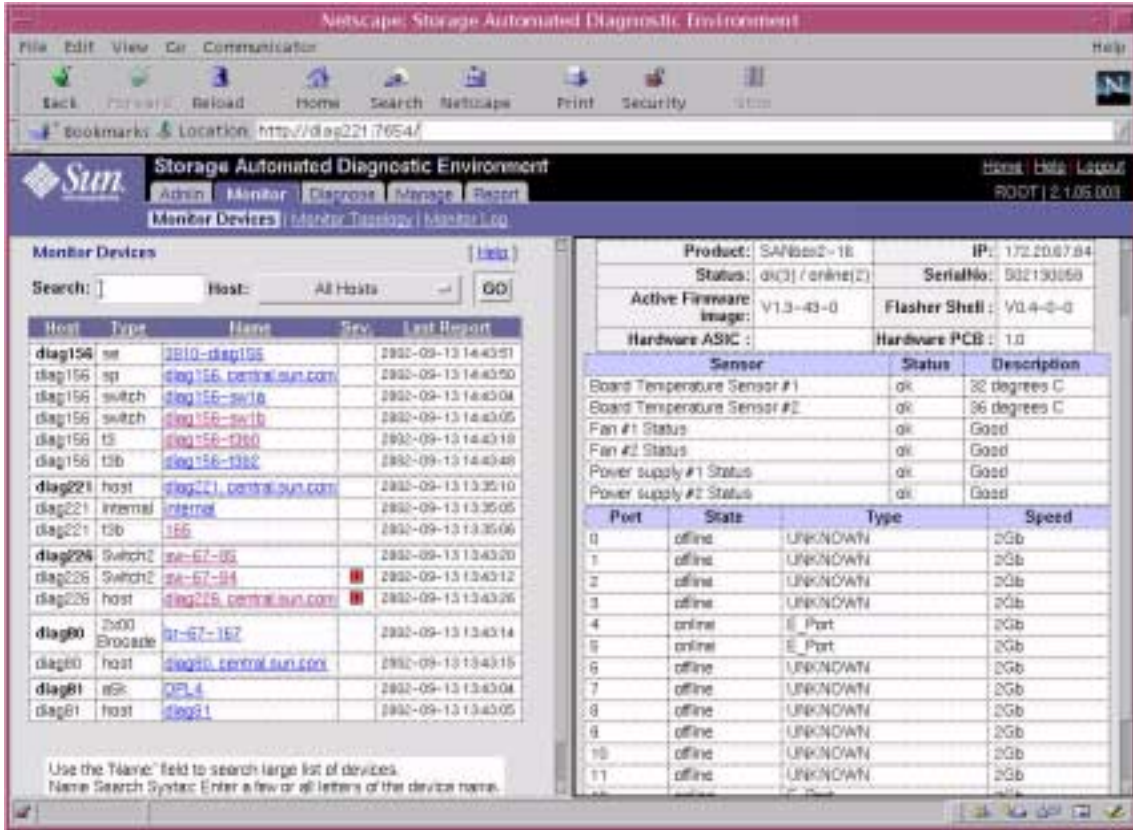 Netscape: Storage Automated Diagnostic Environment
File Edit View Go Communicator Help
Back Forward Reload Home Search Netscape Print Security Stop
Bookmarks Location: http://diag221:7654/
Sun
Storage Automated Diagnostic Environment
Home | Help | Logout
Admin Monitor Diagnose Manage Report
ROOT | 2.1.05.003
Monitor Devices | Monitor Topology | Monitor Log
Monitor Devices [ Help ]
Search: Host: All Hosts GO
Host Type Name Sev. Last Report
diag156 se 3910-diag156 2002-09-13 14:43:51
diag156 sp diag156.central.sun.com 2002-09-13 14:43:50
diag156 switch diag156-sw1a 2002-09-13 14:43:04
diag156 switch diag156-sw1b 2002-09-13 14:43:05
diag156 t3 diag156-t3b0 2002-09-13 14:43:18
diag156 t3b diag156-t3b2 2002-09-13 14:43:48
diag221 host diag221.central.sun.com 2002-09-13 13:35:10
diag221 internal internal 2002-09-13 13:35:05
diag221 t3b 166 2002-09-13 13:35:06
diag226 Switch2 sw-67-85 2002-09-13 13:43:20
diag226 Switch2 sw-67-84 2002-09-13 13:43:12
diag226 host diag226.central.sun.com 2002-09-13 13:43:26
diag80 2x00 Brocade br-67-167 2002-09-13 13:43:14
diag80 host diag80.central.sun.com 2002-09-13 13:43:15
diag81 a5k DPL4 2002-09-13 13:43:04
diag81 host diag81 2002-09-13 13:43:05
Use the "Name" field to search large list of devices.
Name Search Syntax: Enter a few or all letters of the device name.
Product: SANbox2-16 IP: 172.20.67.84
Status: ok(3) / online(2) SerialNo: 502130058
Active Firmware Image: V1.3-43-0 Flasher Shell : V0.4-0-0
Hardware ASIC : Hardware PCB : 1.0
Sensor Status Description
Board Temperature Sensor #1 ok 32 degrees C
Board Temperature Sensor #2 ok 36 degrees C
Fan #1 Status ok Good
Fan #2 Status ok Good
Power supply #1 Status ok Good
Power supply #2 Status ok Good
Port State Type Speed
0 offline UNKNOWN 2Gb
1 offline UNKNOWN 2Gb
2 offline UNKNOWN 2Gb
3 offline UNKNOWN 2Gb
4 online E_Port 2Gb
5 online E_Port 2Gb
6 offline UNKNOWN 2Gb
7 offline UNKNOWN 2Gb
8 offline UNKNOWN 2Gb
9 offline UNKNOWN 2Gb
10 offline UNKNOWN 2Gb
11 offline UNKNOWN 2Gb